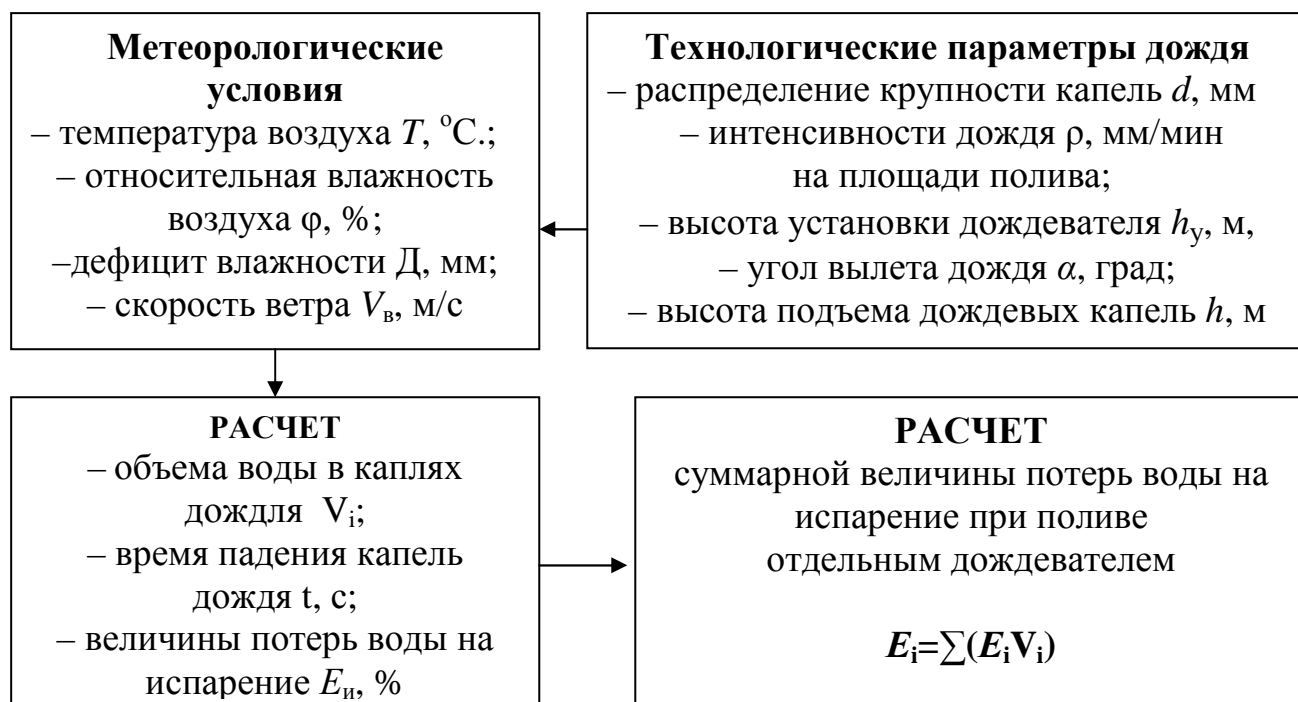 Метеорологические
условия
– температура воздуха T, °C.;
– относительная влажность
воздуха φ, %;
–дефицит влажности Д, мм;
– скорость ветра Vв, м/с
Технологические параметры дождя
– распределение крупности капель d, мм
– интенсивности дождя ρ, мм/мин
на площади полива;
– высота установки дождевателя hу, м,
– угол вылета дождя α, град;
– высота подъема дождевых капель h, м
РАСЧЕТ
– объема воды в каплях
дождля Vi;
– время падения капель
дождя t, с;
– величины потерь воды на
испарение Eи, %
РАСЧЕТ
суммарной величины потерь воды на
испарение при поливе
отдельным дождевателем
Ei=∑(EiVi)